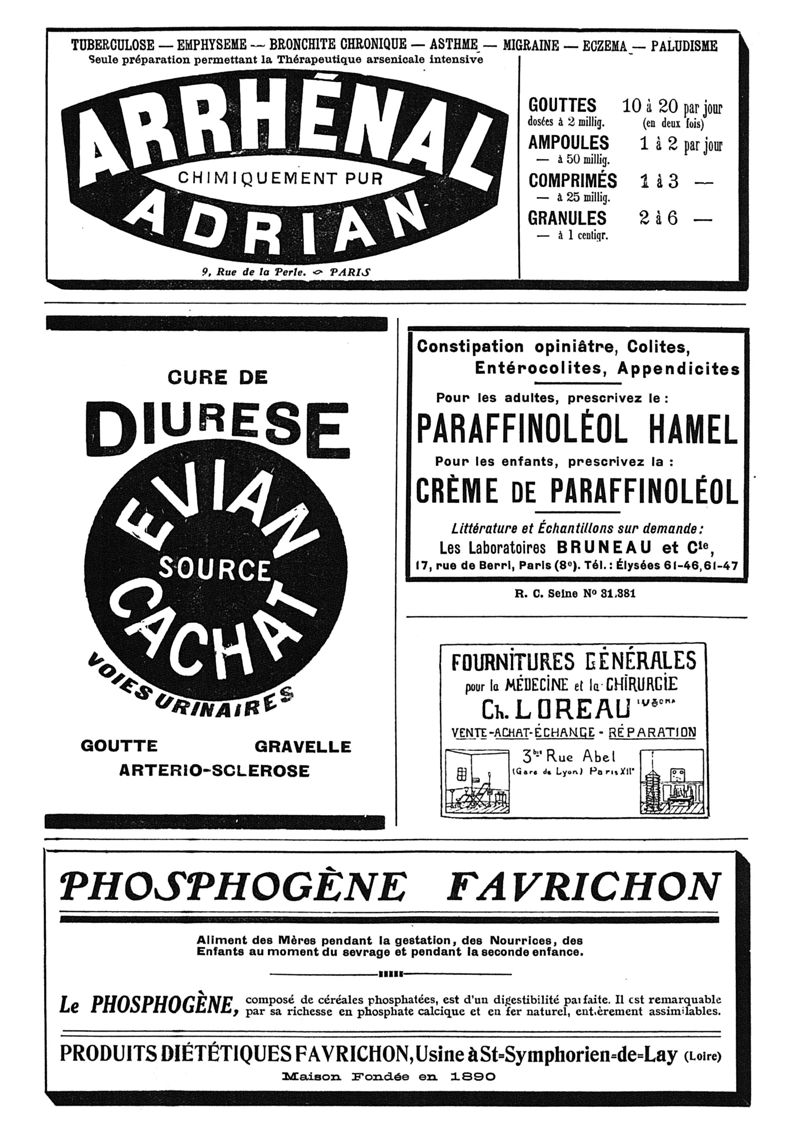 TUBERCULOSE — EMPHYSEME — BRONCHITE CHRONIQUE — ASTHME — MIGRAINE — ECZEMA — PALUDISME
Seule préparation permettant la Thérapeutique arsenicale intensive
ARRHÉNAL
CHIMIQUEMENT PUR
ADRIAN
9, Rue de la Perle. PARIS
GOUTTES 10 à 20 par jour
dosées à 2 millig. (en deux fois)
AMPOULES 1 à 2 par jour
— à 50 millig.
COMPRIMÉS 1 à 3 —
— à 25 millig.
GRANULES 2 à 6 —
— à 1 centigr.
CURE DE
DIURESE
EVIAN
SOURCE
CACHAT
VOIES URINAIRES
GOUTTE GRAVELLE
ARTERIO-SCLEROSE
Constipation opiniâtre, Colites,
Entérocolites, Appendicites
Pour les adultes, prescrivez le :
PARAFFINOLÉOL HAMEL
Pour les enfants, prescrivez la :
CRÈME DE PARAFFINOLÉOL
Littérature et Échantillons sur demande :
Les Laboratoires BRUNEAU et Cie,
17, rue de Berri, Paris (8e). Tél. : Élysées 61-46, 61-47
R. C. Seine No 31.381
FOURNITURES GÉNÉRALES
pour la MÉDECINE et la CHIRURGIE
Ch. LOREAU
VENTE-ACHAT-ÉCHANGE-RÉPARATION
3bis Rue Abel
(Gare de Lyon) Paris XIIe
PHOSPHOGÈNE FAVRICHON
Aliment des Mères pendant la gestation, des Nourrices, des
Enfants au moment du sevrage et pendant la seconde enfance.
Le PHOSPHOGÈNE, composé de céréales phosphatées, est d'un digestibilité parfaite. Il est remarquable
par sa richesse en phosphate calcique et en fer naturel, entièrement assimilables.
PRODUITS DIÉTÉTIQUES FAVRICHON, Usine à St-Symphorien-de-Lay (Loire)
Maison Fondée en 1890